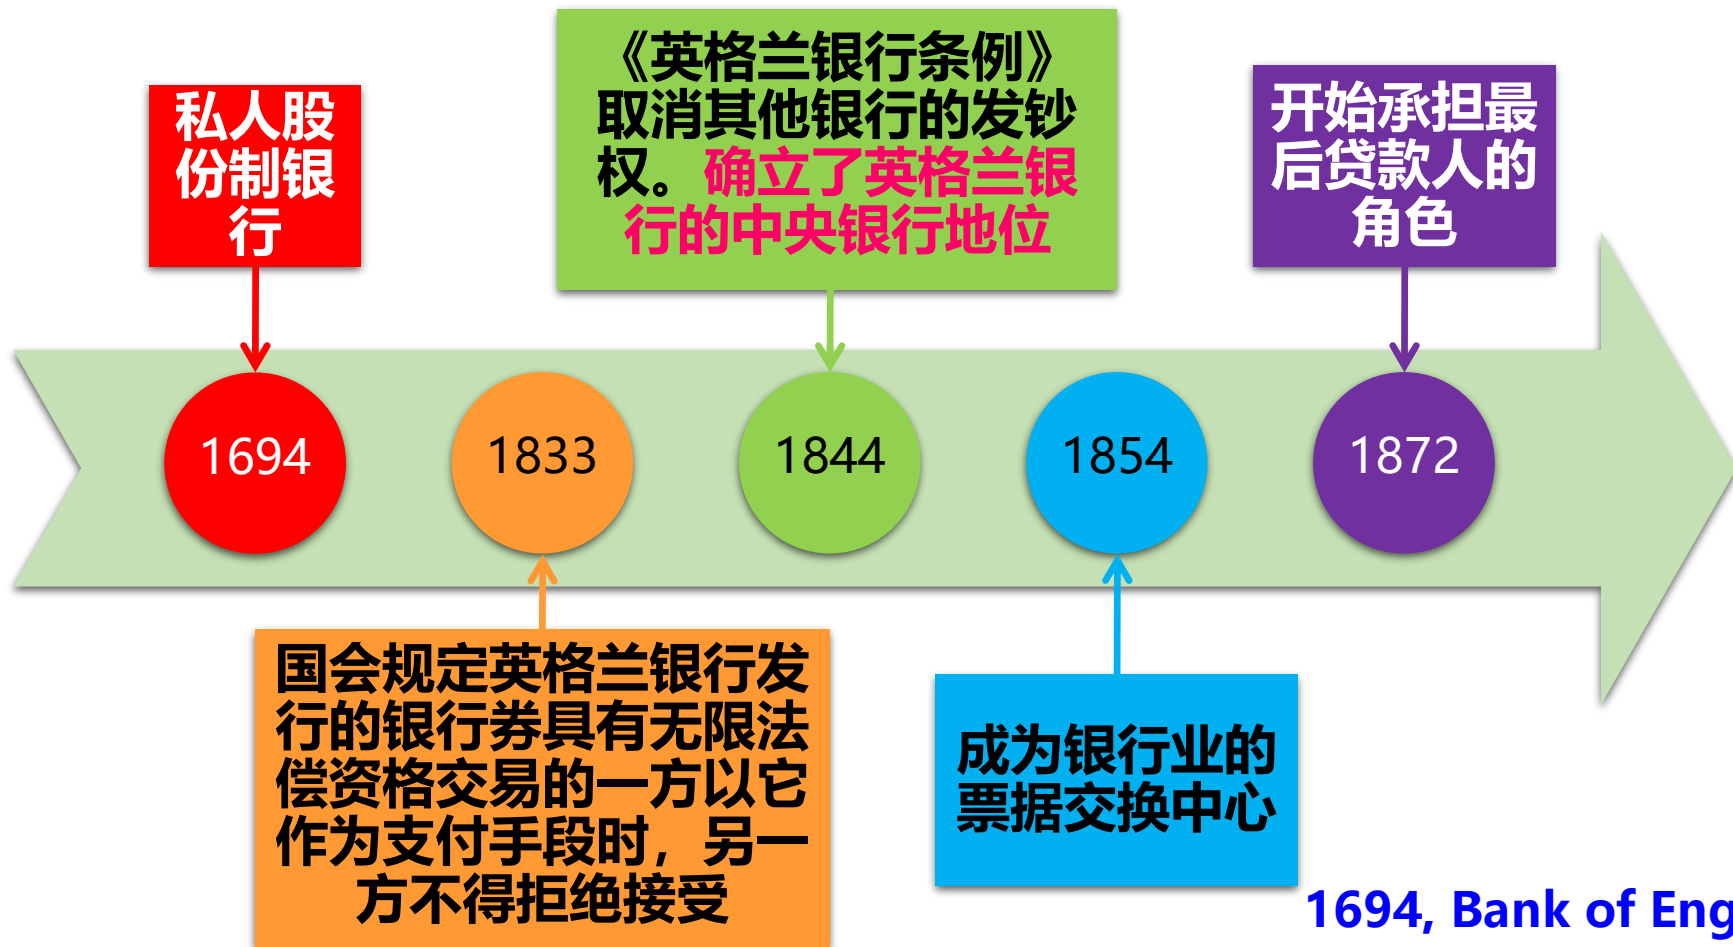 私人股
份制银
行
《英格兰银行条例》
取消其他银行的发钞
权。确立了英格兰银
行的中央银行地位
开始承担最
后贷款人的
角色
1694
1833
1844
1854
1872
国会规定英格兰银行发
行的银行券具有无限法
偿资格交易的一方以它
作为支付手段时，另一
方不得拒绝接受
成为银行业的
票据交换中心
1694, Bank of Eng